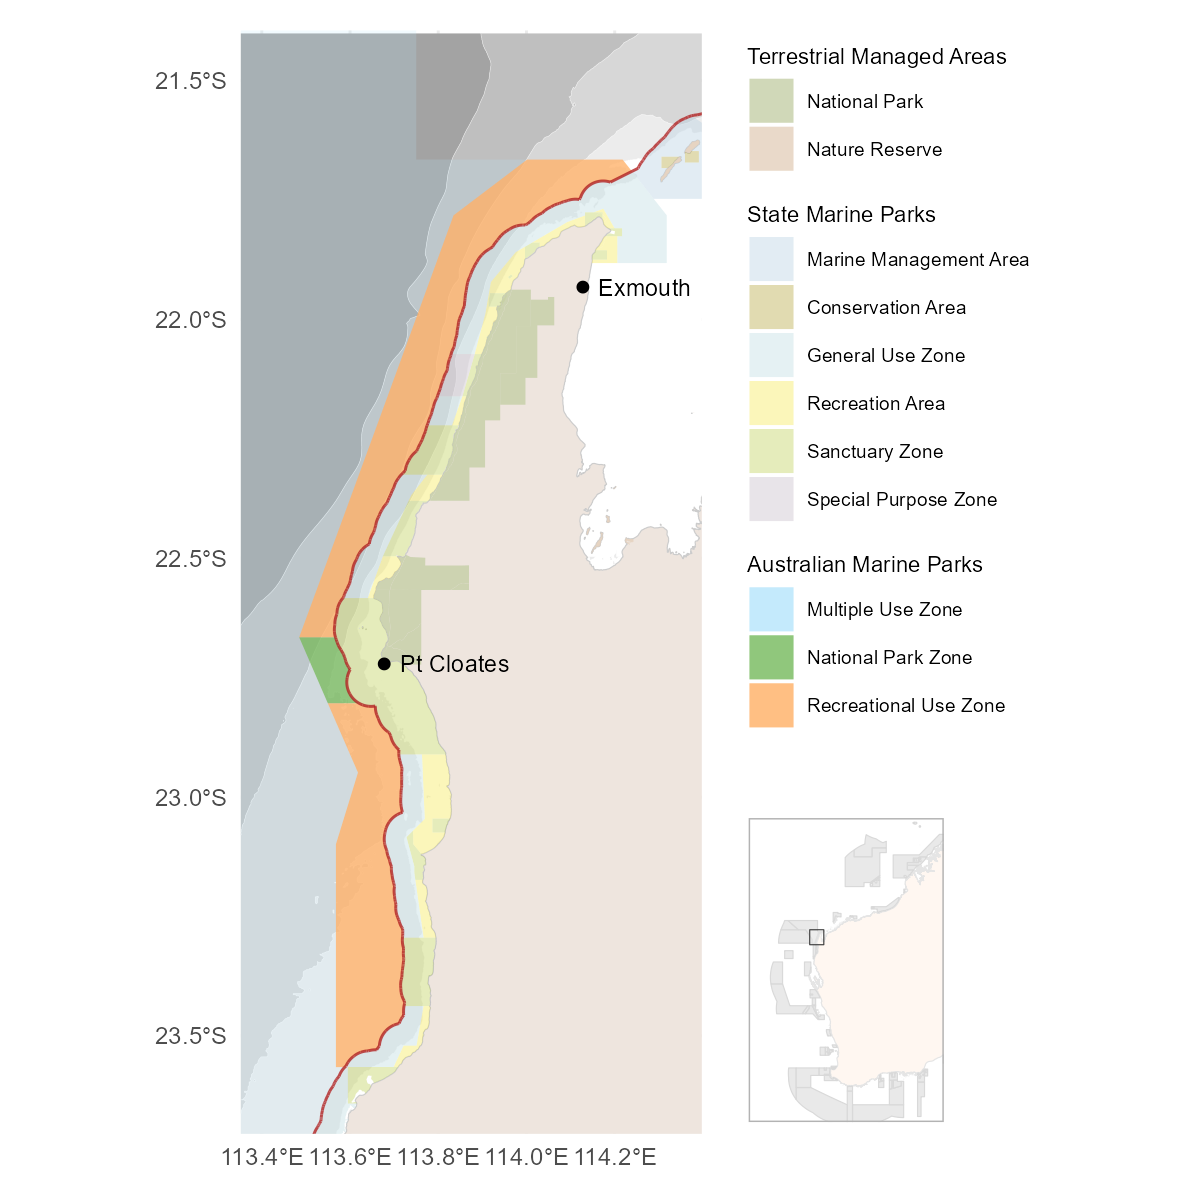 21.5°S
22.0°S
22.5°S
23.0°S
23.5°S
113.4°E 113.6°E 113.8°E 114.0°E 114.2°E
Exmouth
Pt Cloates
Terrestrial Managed Areas
National Park
Nature Reserve
State Marine Parks
Marine Management Area
Conservation Area
General Use Zone
Recreation Area
Sanctuary Zone
Special Purpose Zone
Australian Marine Parks
Multiple Use Zone
National Park Zone
Recreational Use Zone